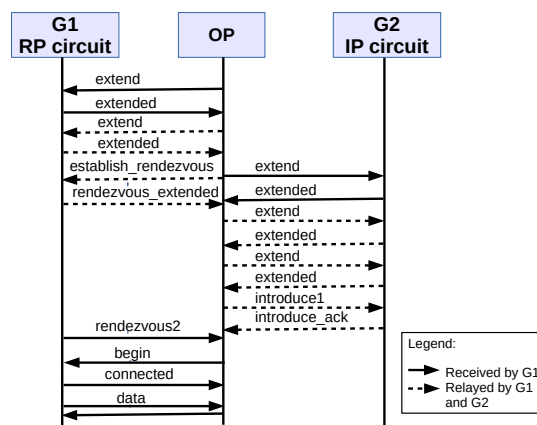 G1
RP circuit
OP
G2
IP circuit
extend
extended
extend
extended
establish_rendezvous
extend
rendezvous_extended
extended
extend
extended
extend
extended
introduce1
introduce_ack
rendezvous2
begin
connected
data
Legend:
Received by G1
Relayed by G1
and G2